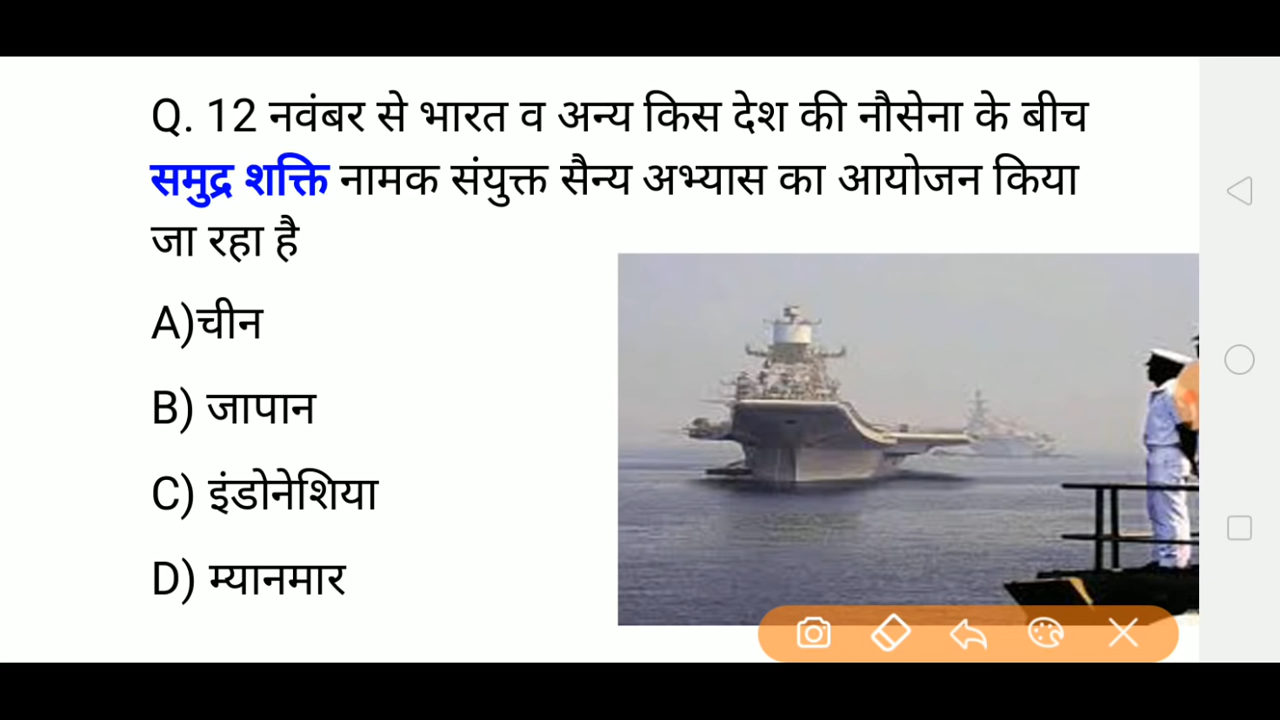 Q. 12 नवंबर से भारत व अन्य किस देश की नौसेना के बीच
समुद्र शक्ति नामक संयुक्त सैन्य अभ्यास का आयोजन किया
जा रहा है
A)चीन
B) जापान
C) इंडोनेशिया
D) म्यानमार